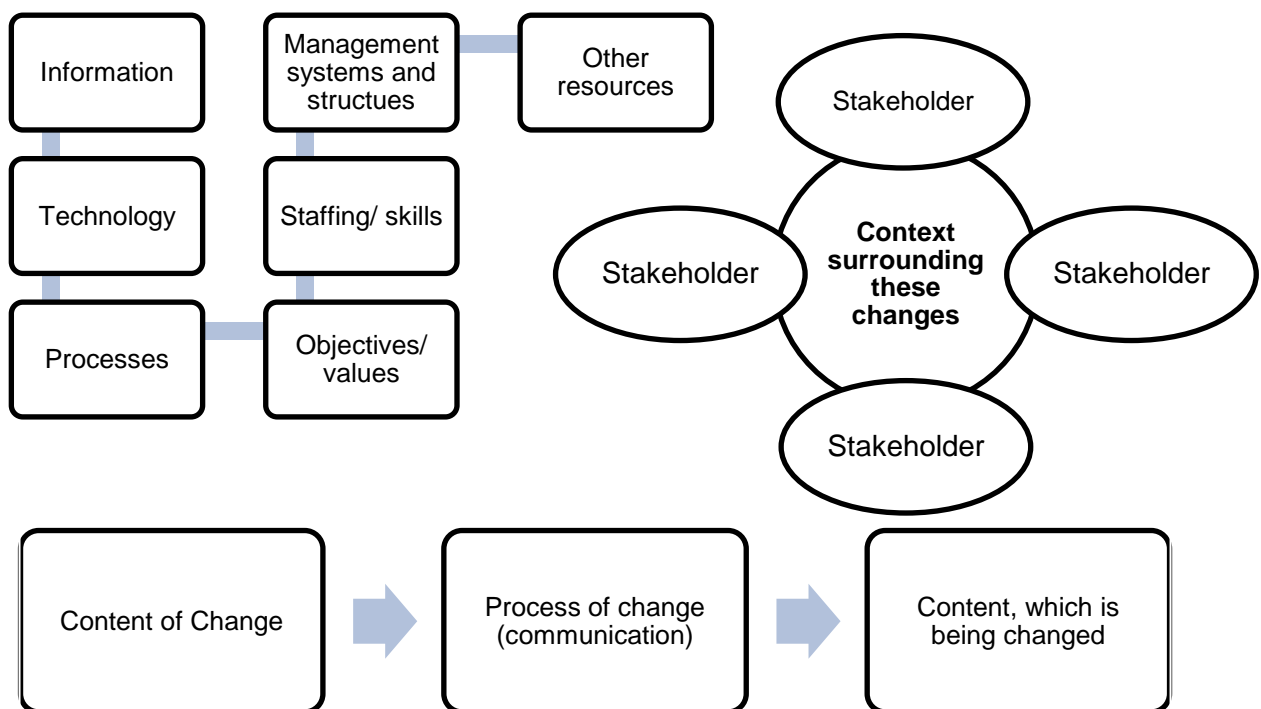 Information
Management
systems and
structues
Other
resources
Technology
Staffing/ skills
Processes
Objectives/
values
Stakeholder
Stakeholder
Context
surrounding
these
changes
Stakeholder
Stakeholder
Content of Change
Process of change
(communication)
Content, which is
being changed